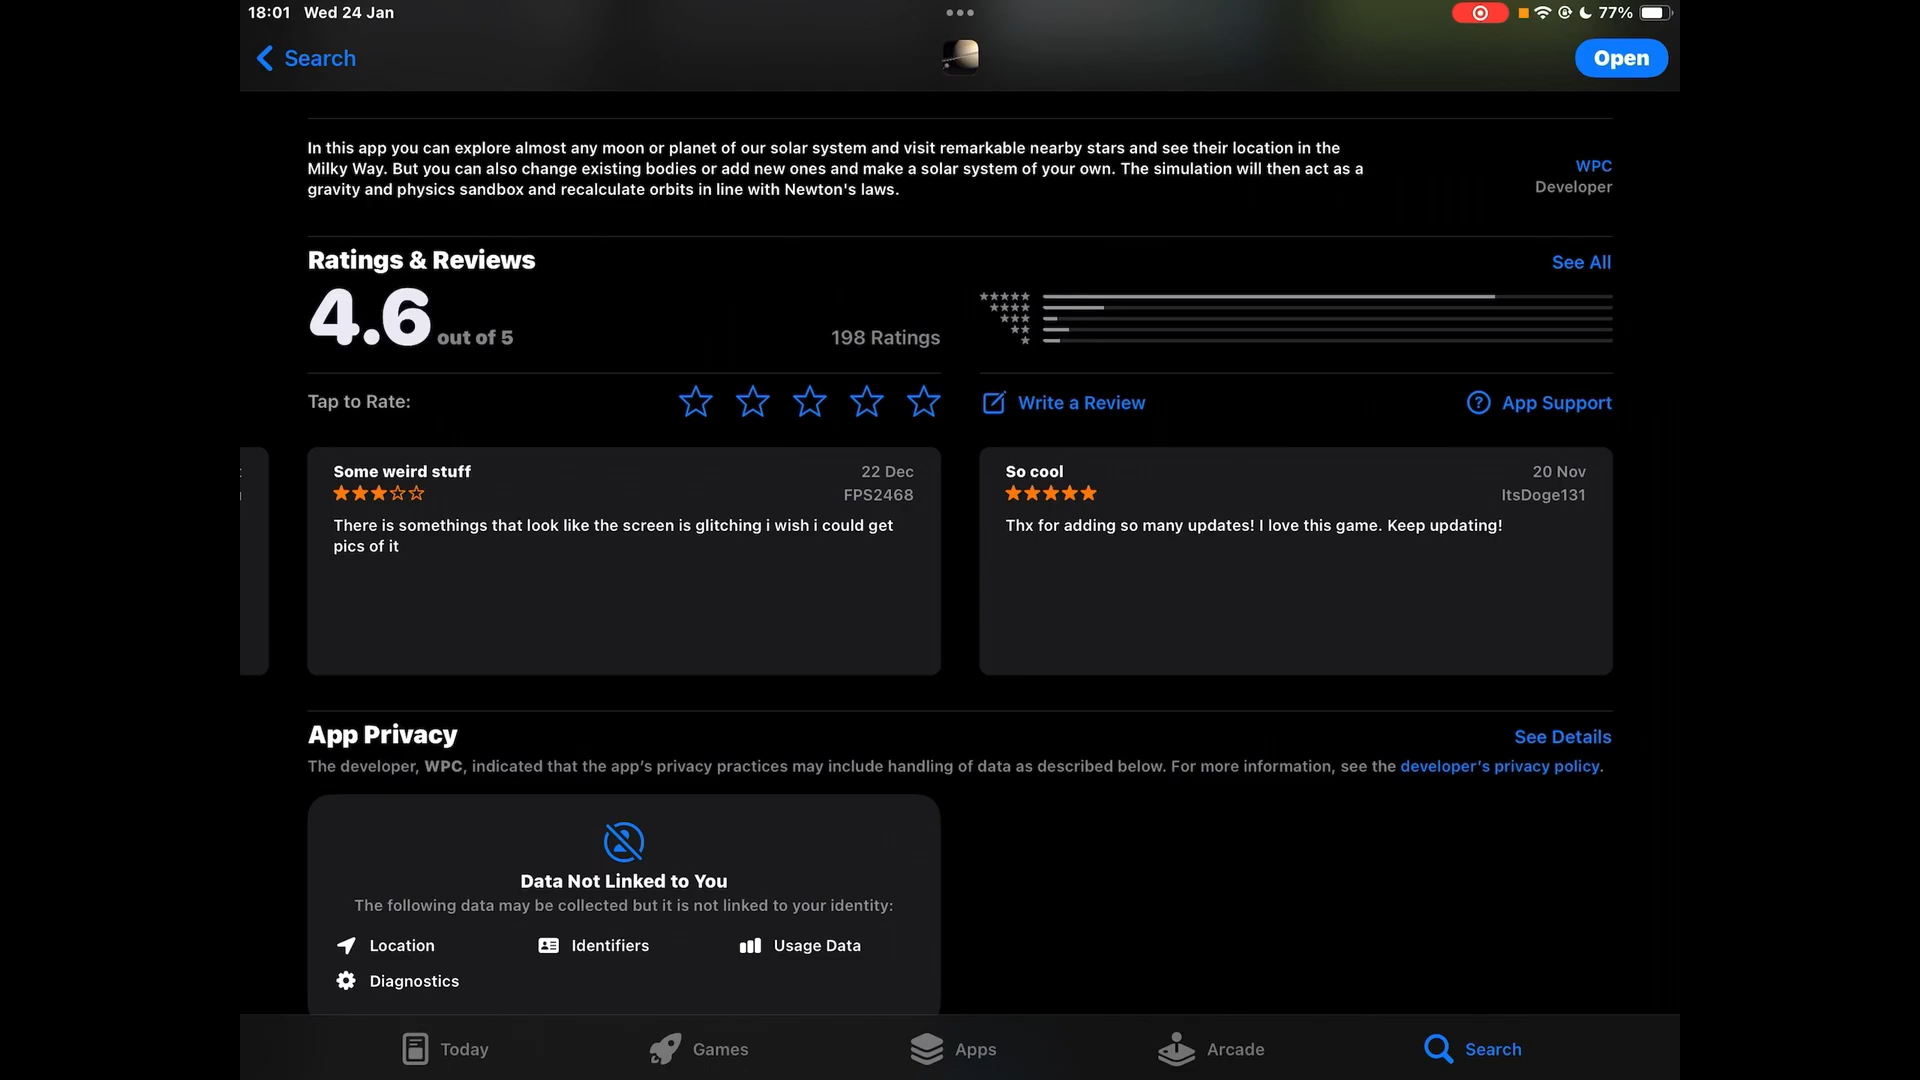 18:01 Wed 24 Jan
77%
Search
Open
In this app you can explore almost any moon or planet of our solar system and visit remarkable nearby stars and see their location in the
Milky Way. But you can also change existing bodies or add new ones and make a solar system of your own. The simulation will then act as a
gravity and physics sandbox and recalculate orbits in line with Newton's laws.
WPC
Developer
Ratings & Reviews
See All
4.6 out of 5
198 Ratings
Tap to Rate:
Write a Review
App Support
Some weird stuff
22 Dec
FPS2468
There is somethings that look like the screen is glitching i wish i could get
pics of it
So cool
20 Nov
ItsDoge131
Thx for adding so many updates! I love this game. Keep updating!
App Privacy
See Details
The developer, WPC, indicated that the app’s privacy practices may include handling of data as described below. For more information, see the developer’s privacy policy.
Data Not Linked to You
The following data may be collected but it is not linked to your identity:
Location
Identifiers
Usage Data
Diagnostics
Today
Games
Apps
Arcade
Search